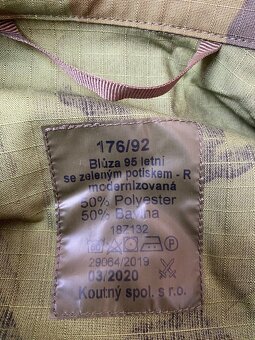 176/92
Blůza 95 letní
se zeleným potiskem - R
modernizovaná
50% Polyester
50% Bavlna
18Z132
29064/2019
03/2020
Koutný spol. s r.o.